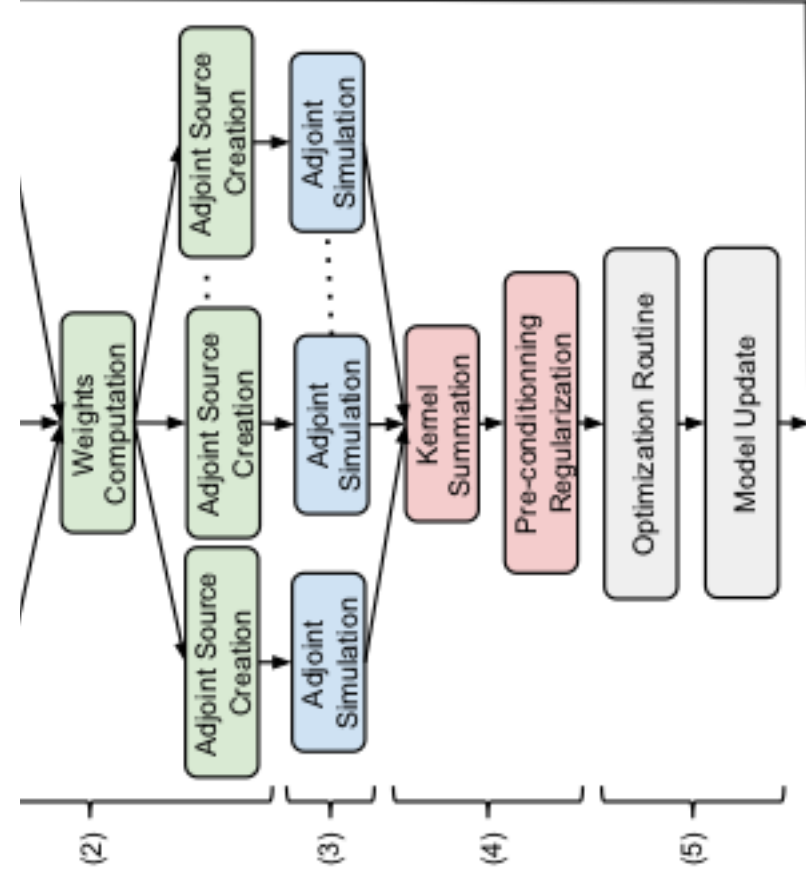 (2)
Weights
Computation
Adjoint Source
Creation
Adjoint Source
Creation
Adjoint Source
Creation
(3)
Adjoint
Simulation
Adjoint
Simulation
Adjoint
Simulation
(4)
Kernel
Summation
Pre-conditionning
Regularization
(5)
Optimization Routine
Model Update